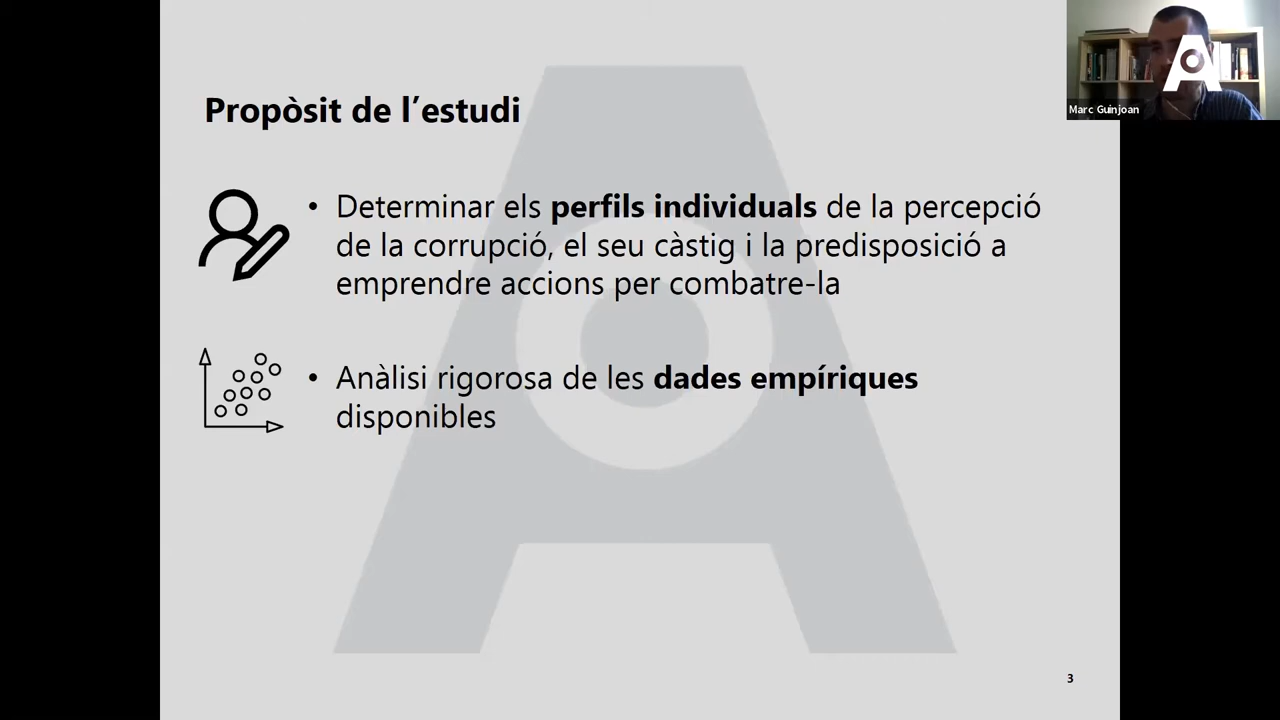 Propòsit de l’estudi
• Determinar els perfils individuals de la percepció
de la corrupció, el seu càstig i la predisposició a
emprendre accions per combatre-la
• Anàlisi rigorosa de les dades empíriques
disponibles
3
Marc Guinjoan